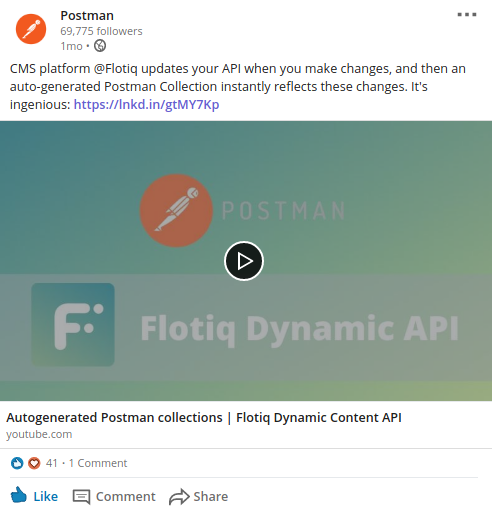 Postman
69,775 followers
1mo •
CMS platform @Flotiq updates your API when you make changes, and then an
auto-generated Postman Collection instantly reflects these changes. It's
ingenious: https://lnkd.in/gtMY7Kp
POSTMAN
Flotiq Dynamic API
Autogenerated Postman collections | Flotiq Dynamic Content API
youtube.com
41 • 1 Comment
Like Comment Share